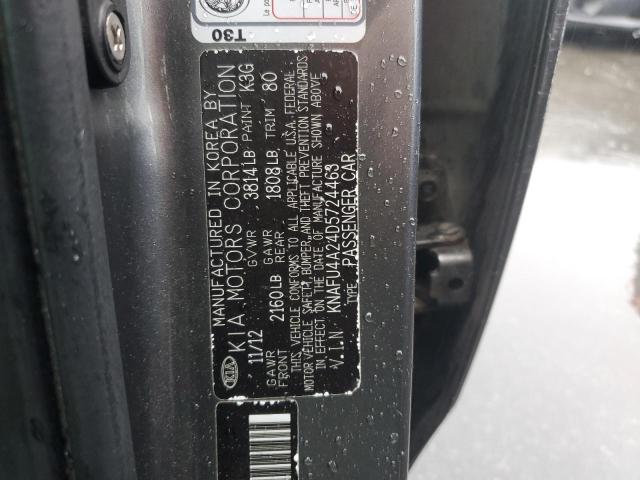 MANUFACTURED IN KOREA BY
KIA KIA MOTORS CORPORATION
11/12 GVWR 3814LB PAINT K3G
GAWR FRONT 2160LB GAWR REAR 1808LB TRIM 80
THIS VEHICLE CONFORMS TO ALL APPLICABLE U.S.A. FEDERAL
MOTOR VEHICLE SAFETY, BUMPER, AND THEFT PREVENTION STANDARDS
IN EFFECT ON THE DATE OF MANUFACTURE SHOWN ABOVE
V.I.N KNAFU4A24D5724463
TYPE PASSENGER CAR
T30